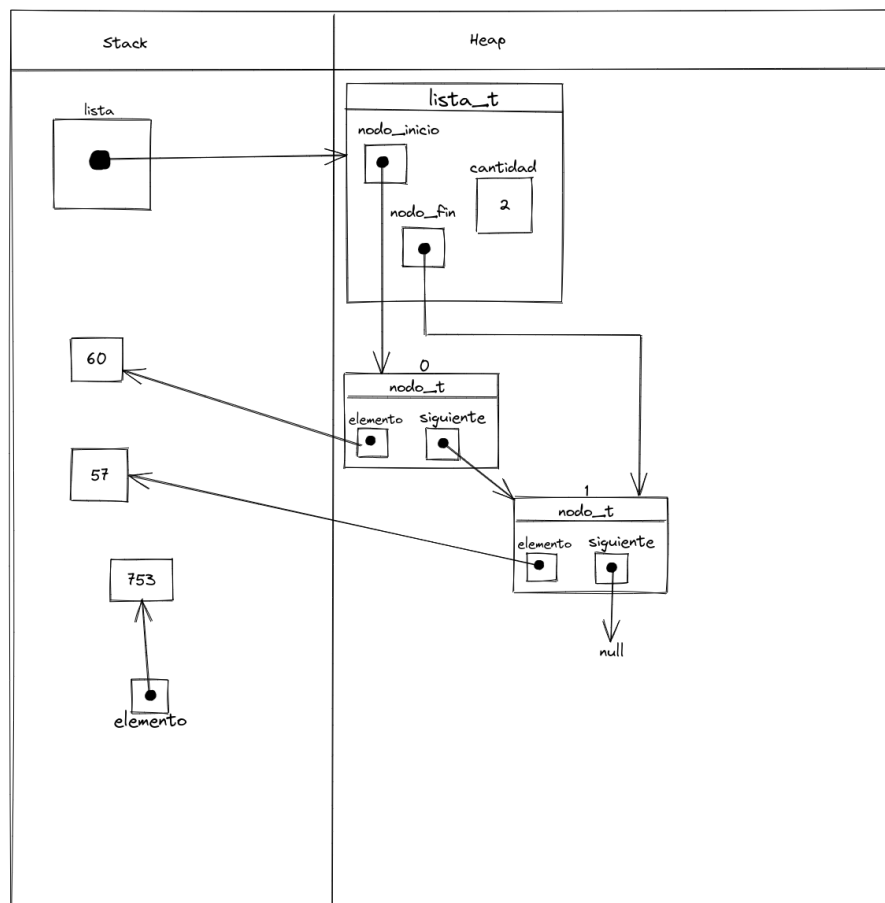 Stack
Heap
lista
lista_t
nodo_inicio
cantidad
2
nodo_fin
60
0
nodo_t
elemento siguiente
57
1
nodo_t
elemento siguiente
753
null
elemento